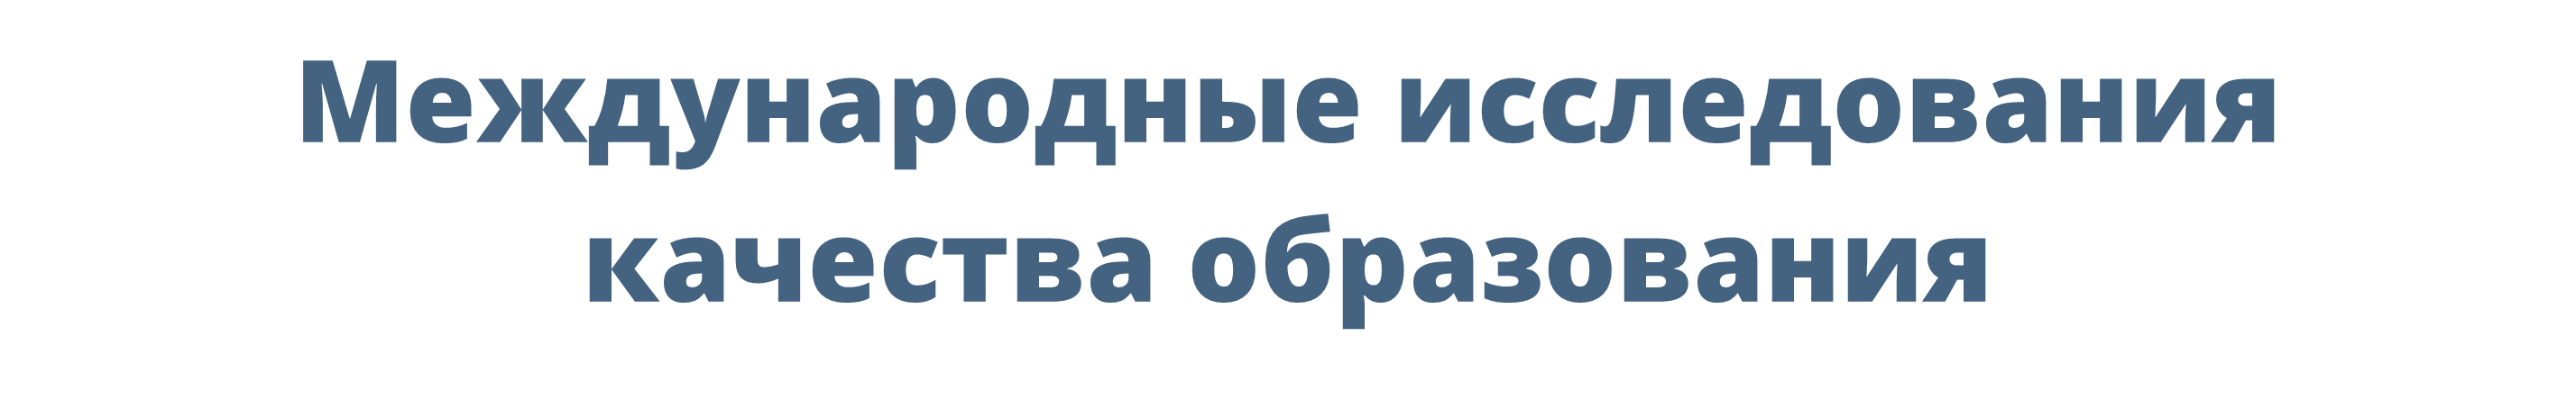 Международные исследования
качества образования